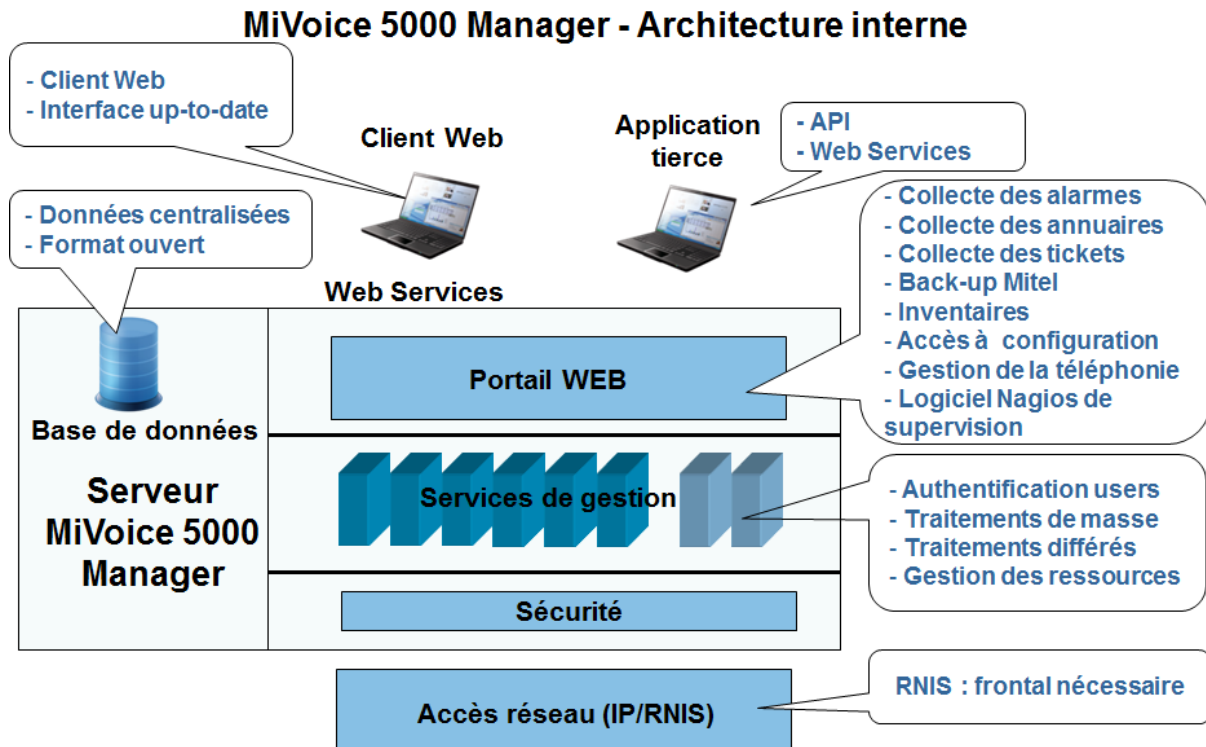 MiVoice 5000 Manager - Architecture interne
- Client Web
- Interface up-to-date
Client Web
Application
tierce
- API
- Web Services
- Données centralisées
- Format ouvert
- Collecte des alarmes
- Collecte des annuaires
- Collecte des tickets
- Back-up Mitel
- Inventaires
- Accès à configuration
- Gestion de la téléphonie
- Logiciel Nagios de
supervision
Web Services
Portail WEB
Base de données
Serveur
MiVoice 5000
Manager
Services de gestion
- Authentification users
- Traitements de masse
- Traitements différés
- Gestion des ressources
Sécurité
Accès réseau (IP/RNIS)
RNIS : frontal nécessaire